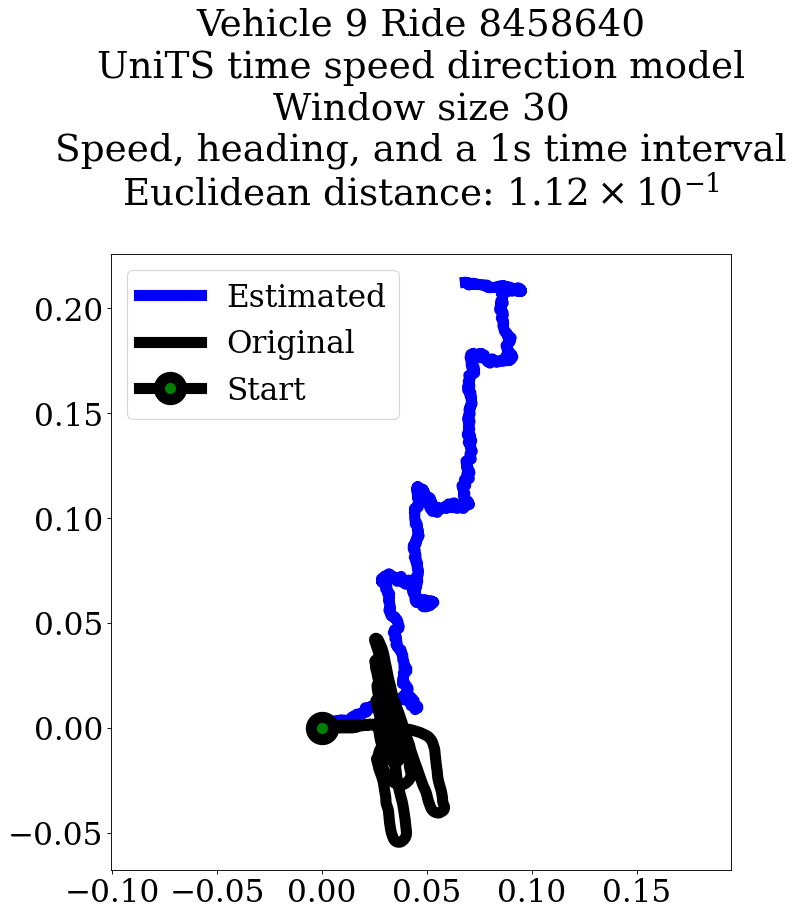 Vehicle 9 Ride 8458640
UniTS time speed direction model
Window size 30
Speed, heading, and a 1s time interval
Euclidean distance: 1.12 × 10⁻¹
Estimated
Original
Start
0.20
0.15
0.10
0.05
0.00
−0.05
−0.10 −0.05 0.00 0.05 0.10 0.15